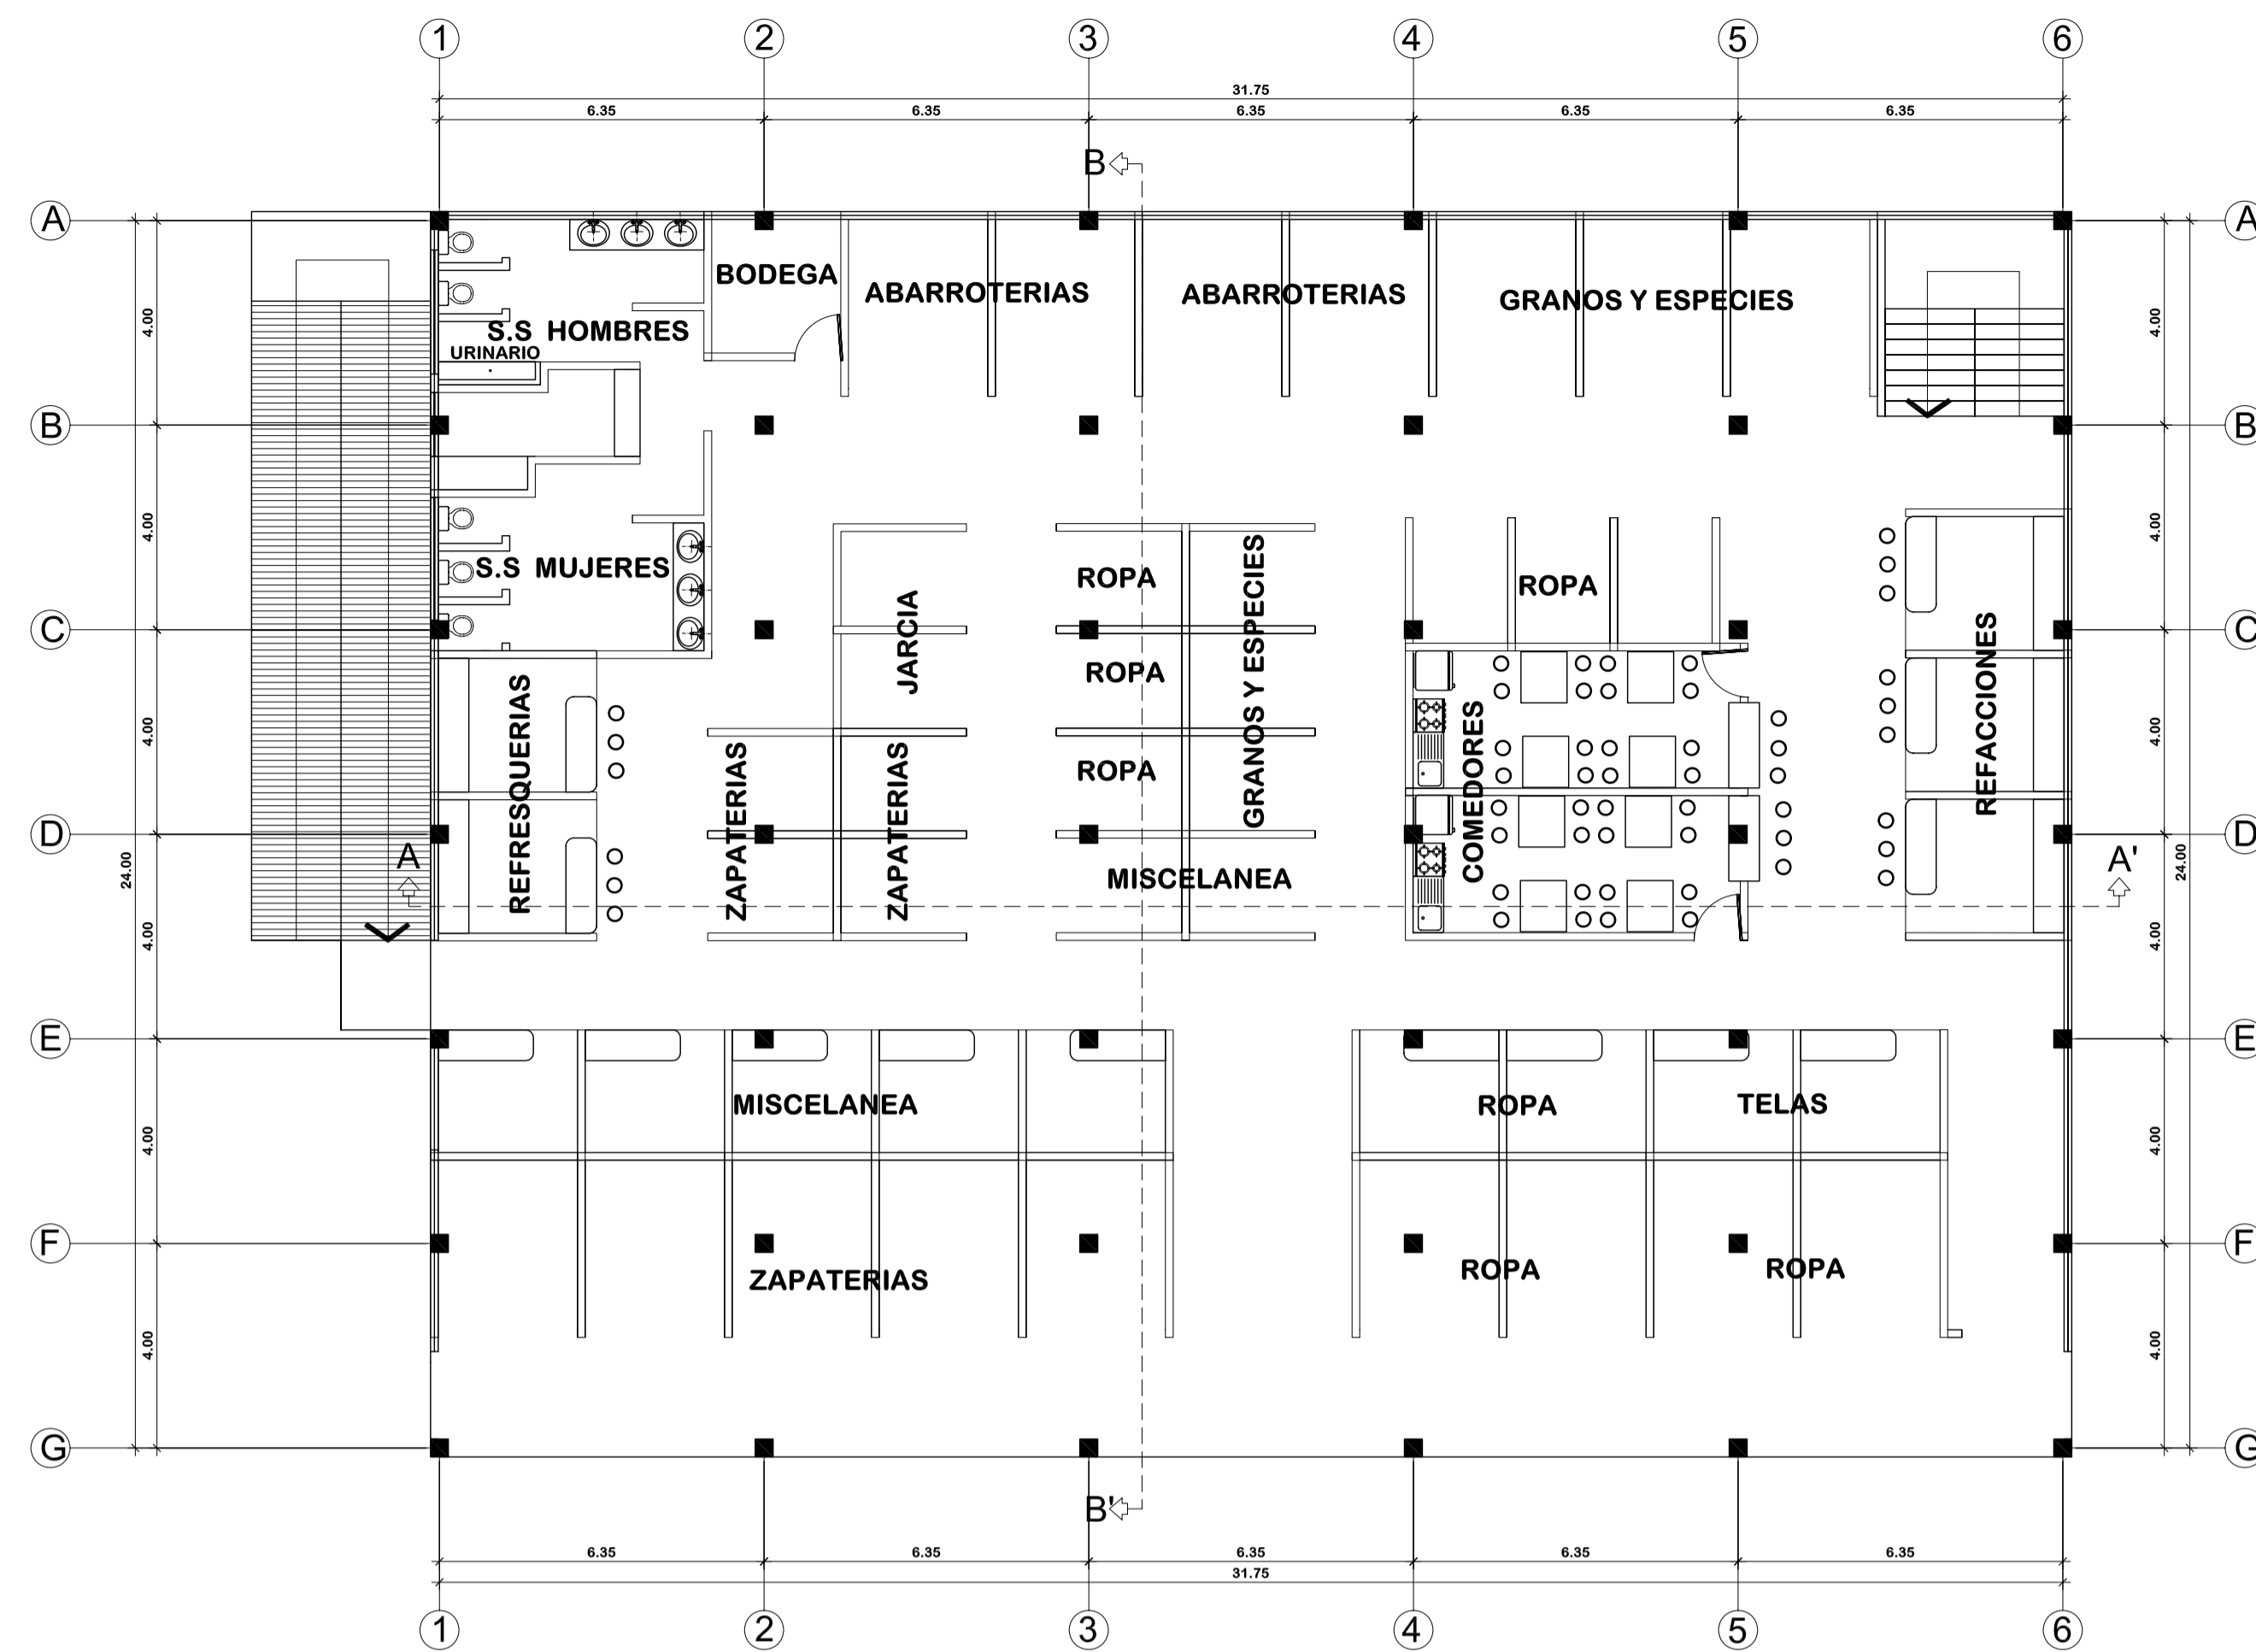 1 2 3 4 5 6
31.75
6.35 6.35 6.35 6.35 6.35
B
A A
BODEGA
ABARROTERIAS ABARROTERIAS GRANOS Y ESPECIES
4.00 S.S HOMBRES 4.00
URINARIO
B B
4.00 4.00
S.S MUJERES ROPA ROPA
JARCIA GRANOS Y ESPECIES REFACCIONES
C C
ROPA
REFRESQUERIAS COMEDORES
4.00 4.00
ZAPATERIAS ZAPATERIAS ROPA
D D
24.00 A A' 24.00
MISCELANEA
4.00 4.00
E E
MISCELANEA ROPA TELAS
4.00 4.00
F F
ZAPATERIAS ROPA ROPA
4.00 4.00
G G
B'
6.35 6.35 6.35 6.35 6.35
31.75
1 2 3 4 5 6